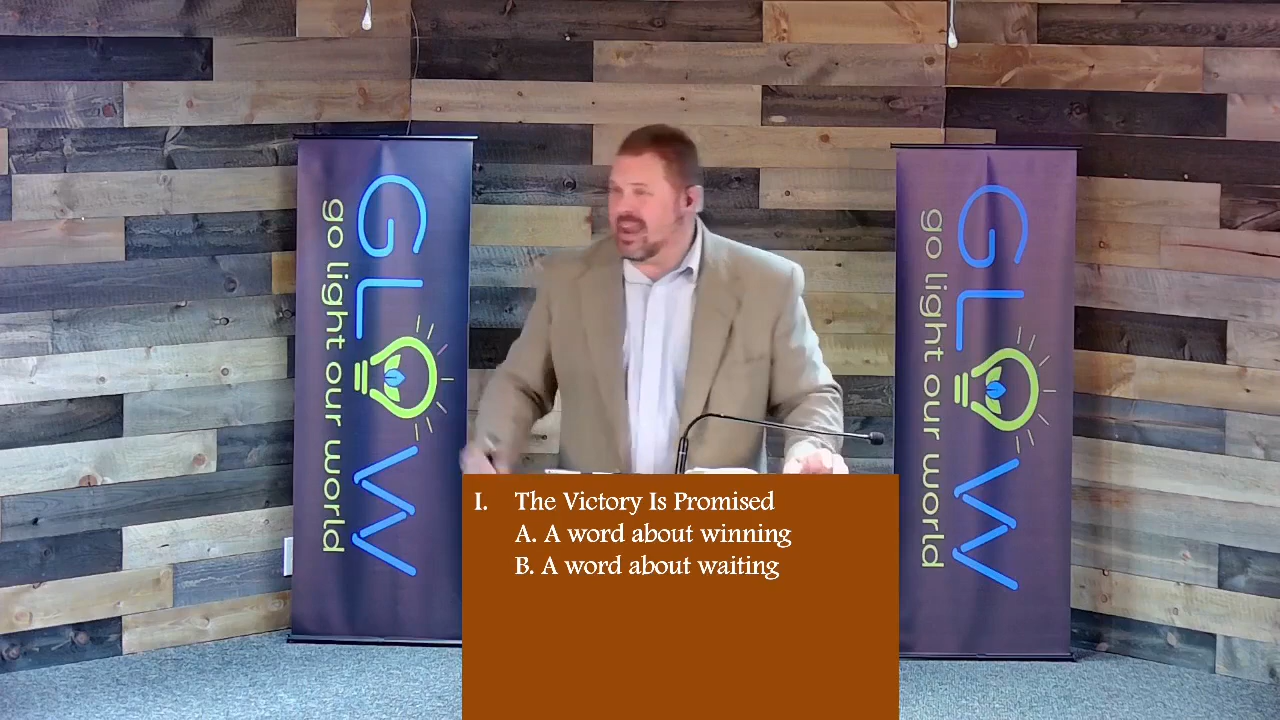 GLOW
go light our world
GLOW
go light our world
I. The Victory Is Promised
A. A word about winning
B. A word about waiting